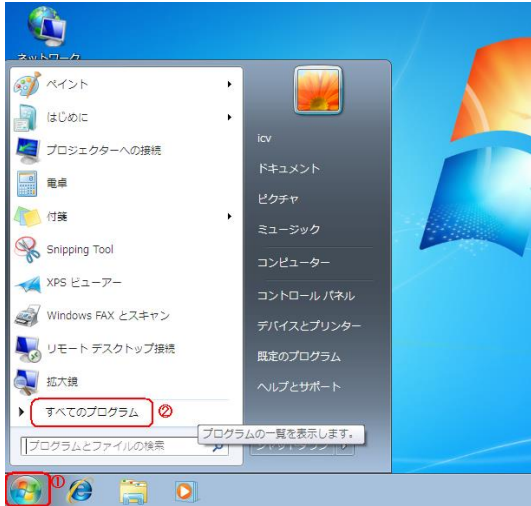 ネットワーク
ペイント
はじめに
プロジェクターへの接続
電卓
付箋
Snipping Tool
XPS ビューアー
Windows FAX とスキャン
リモート デスクトップ接続
拡大鏡
すべてのプログラム ②
プログラムとファイルの検索
icv
ドキュメント
ピクチャ
ミュージック
コンピューター
コントロール パネル
デバイスとプリンター
既定のプログラム
ヘルプとサポート
プログラムの一覧を表示します。
①